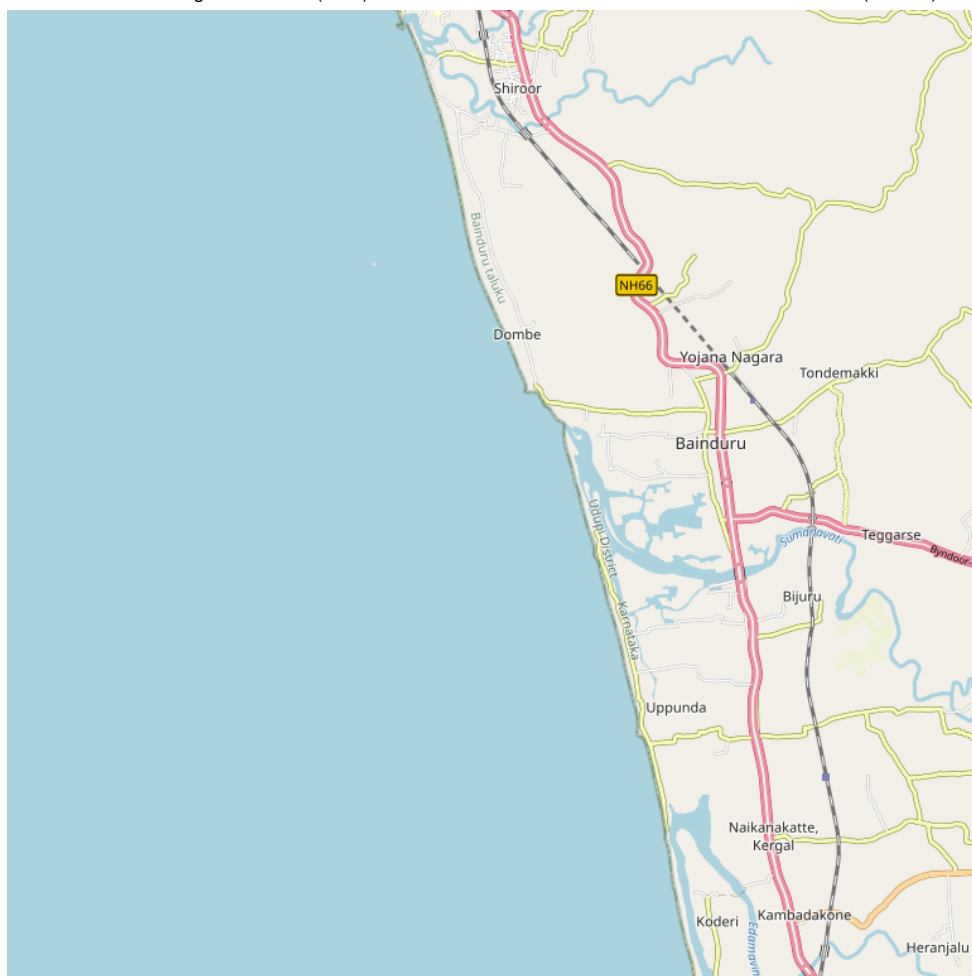 Shiroor
Bainduru taluku
NH66
Dombe
Yojana Nagara
Tondemakki
Bainduru
Udupi District
Karnataka
Sumanavati
Teggarse
Byndoor-
Bijuru
Uppunda
Naikanakatte,
Kergal
Koderi
Kambadakone
Edamavin
Heranjalu